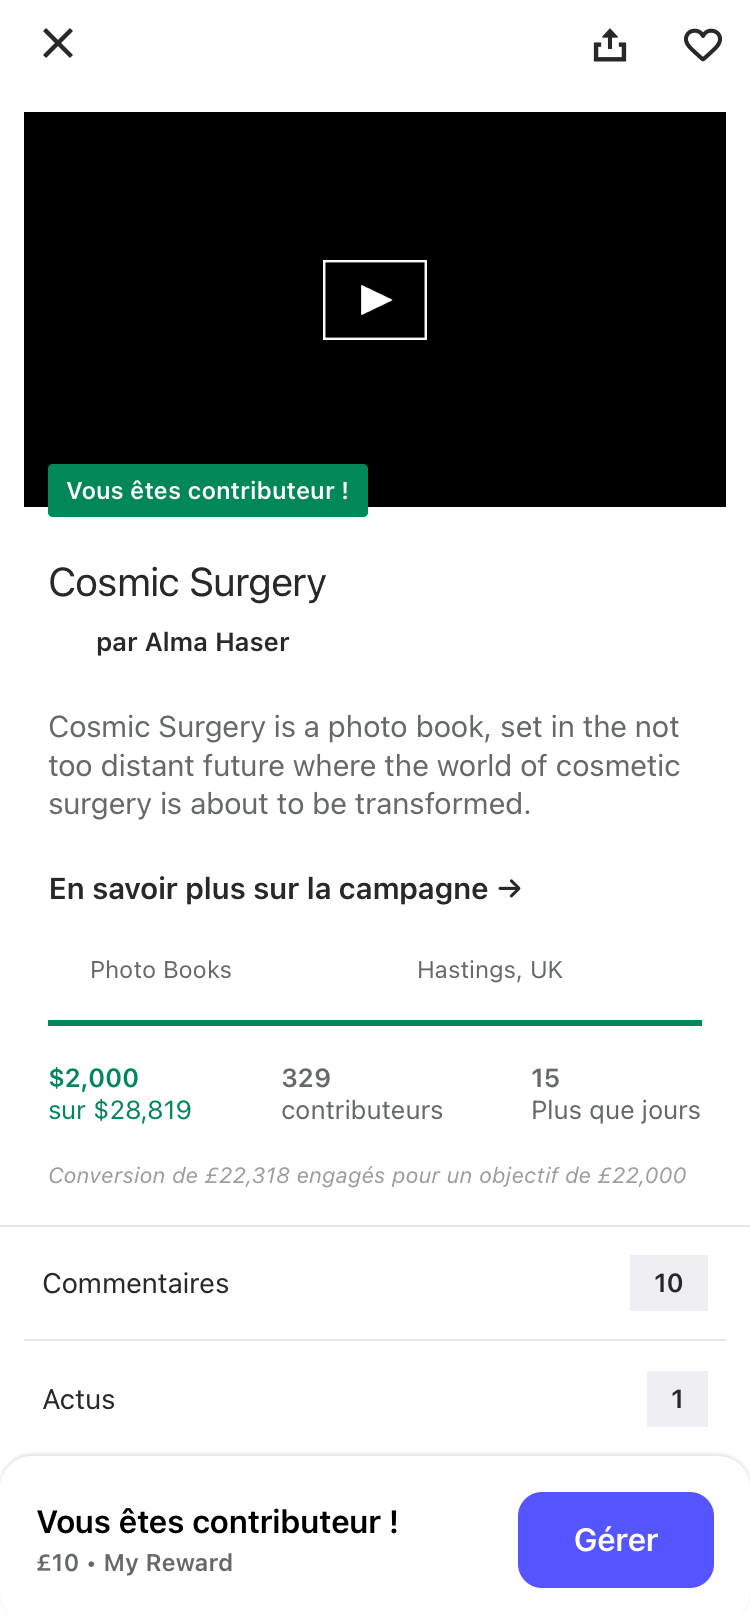 Vous êtes contributeur !
Cosmic Surgery
par Alma Haser
Cosmic Surgery is a photo book, set in the not
too distant future where the world of cosmetic
surgery is about to be transformed.
En savoir plus sur la campagne →
Photo Books
Hastings, UK
$2,000
sur $28,819
329
contributeurs
15
Plus que jours
Conversion de £22,318 engagés pour un objectif de £22,000
Commentaires
10
Actus
1
Vous êtes contributeur !
£10 • My Reward
Gérer